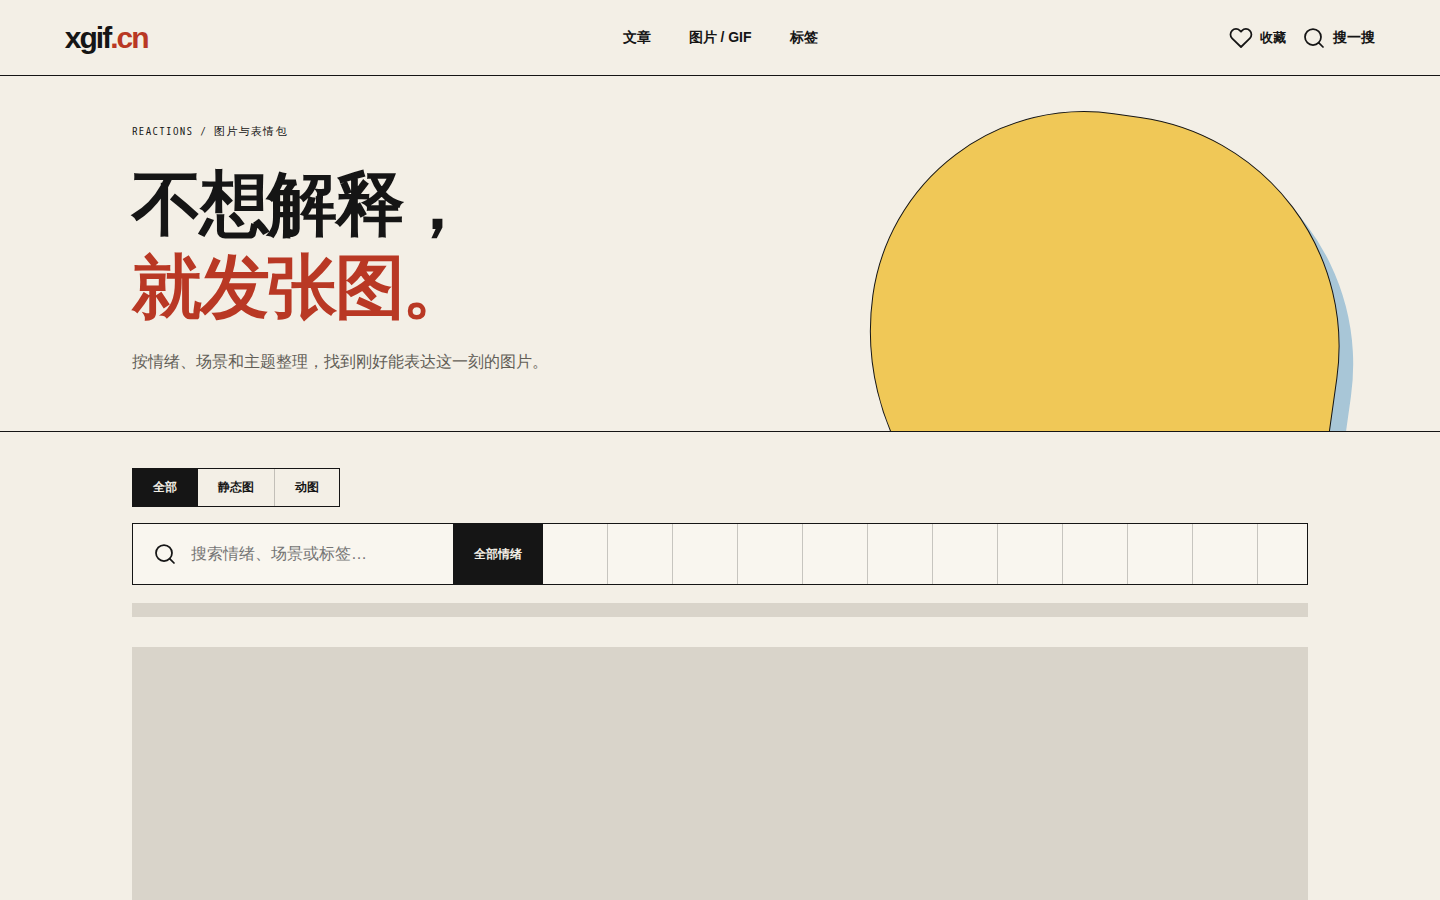 xgif.cn
文章
图片 / GIF
标签
收藏
搜一搜
REACTIONS / 图片与表情包
不想解释，
就发张图。
按情绪、场景和主题整理，找到刚好能表达这一刻的图片。
全部
静态图
动图
搜索情绪、场景或标签…
全部情绪